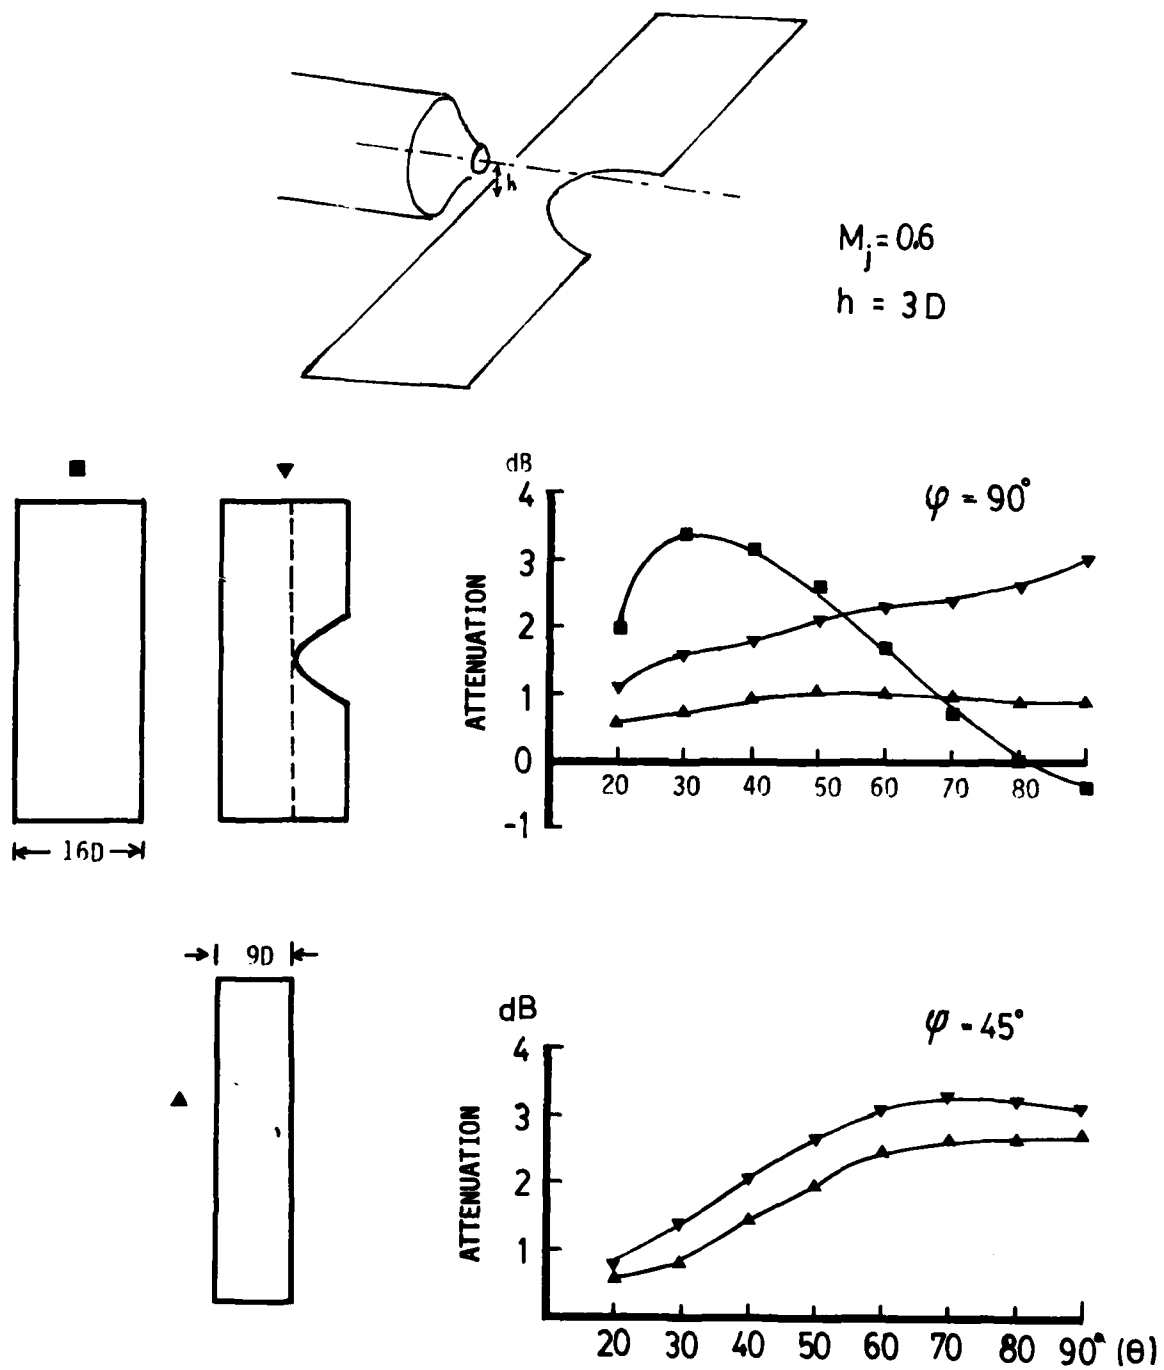 h
M_j = 0.6
h = 3D
■ ▼
dB
φ = 90°
ATTENUATION
4
3
2
1
0
-1
20 30 40 50 60 70 80
16D
9D
▲
dB
φ - 45°
ATTENUATION
4
3
2
1
20 30 40 50 60 70 80 90° (θ)